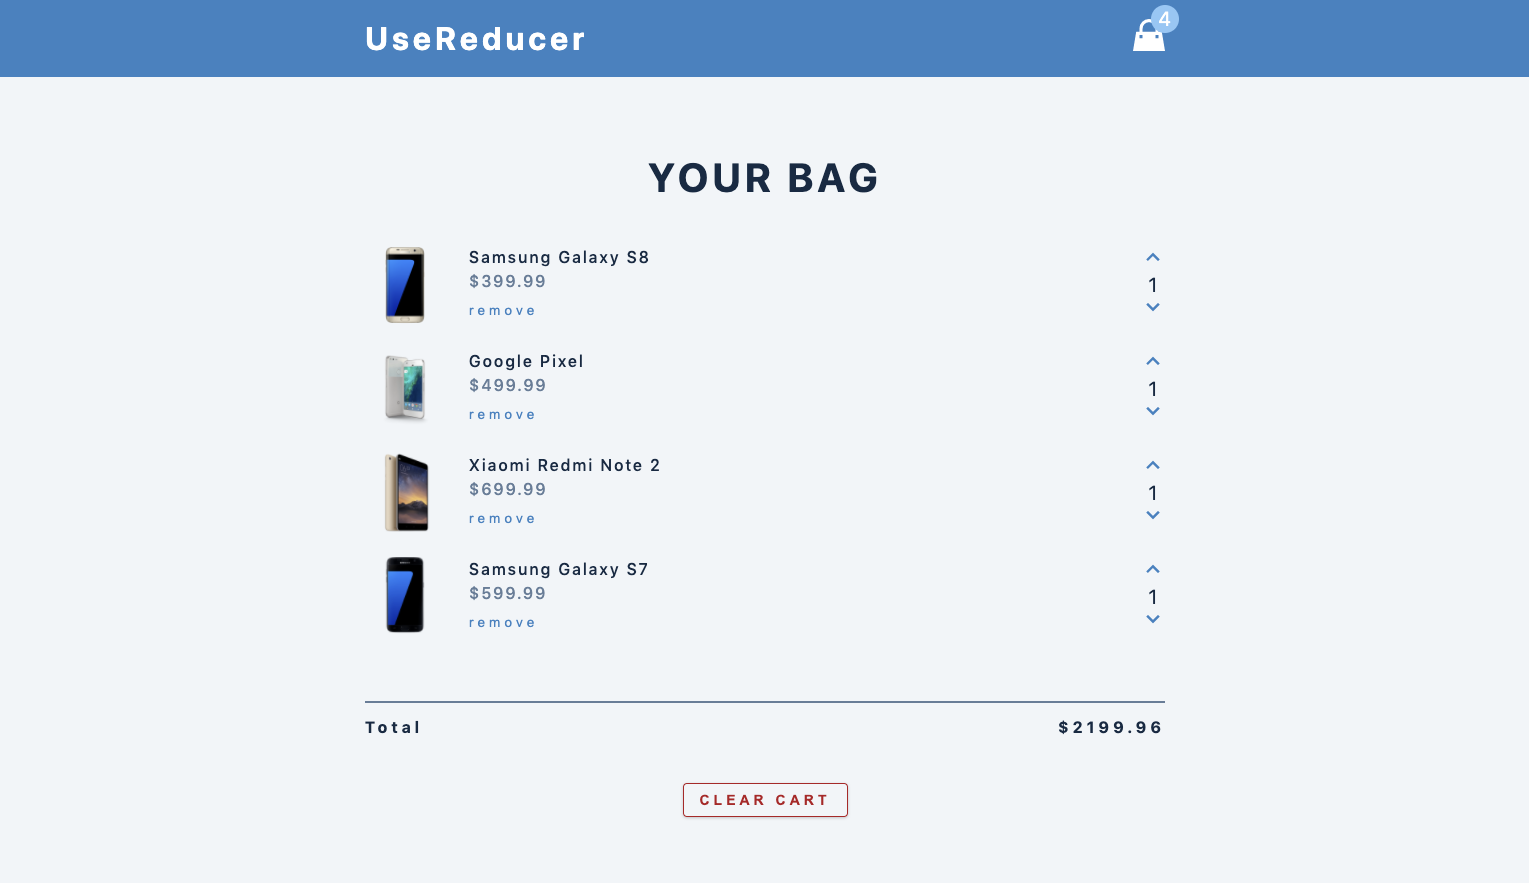 UseReducer
4
YOUR BAG
Samsung Galaxy S8
$399.99
remove
1
Google Pixel
$499.99
remove
1
Xiaomi Redmi Note 2
$699.99
remove
1
Samsung Galaxy S7
$599.99
remove
1
Total $2199.96
CLEAR CART